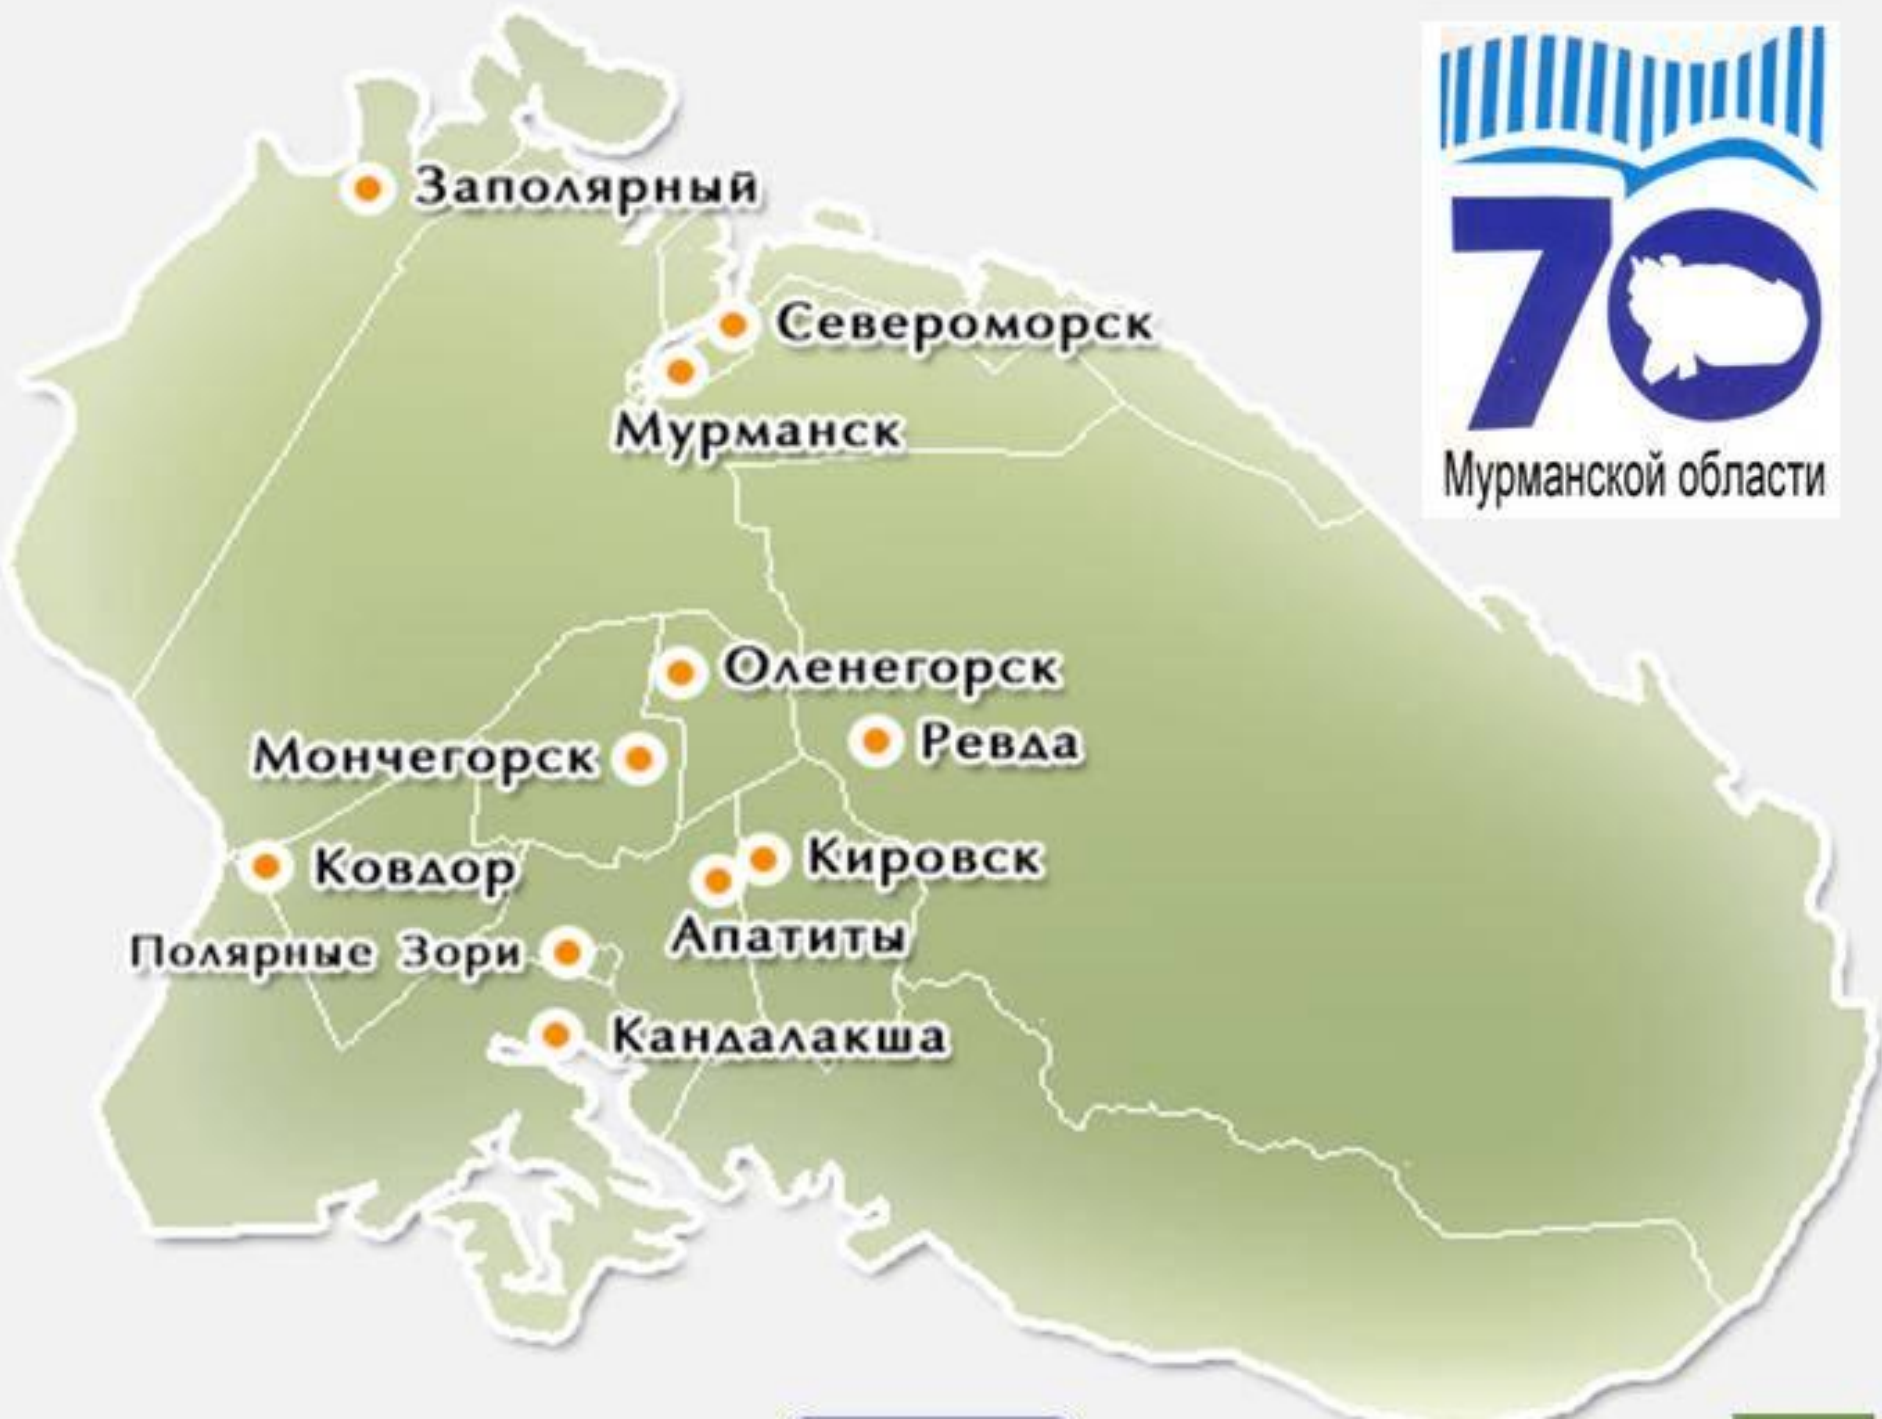 Заполярный
Североморск
Мурманск
Оленегорск
Ревда
Мончегорск
Ковдор
Кировск
Апатиты
Полярные Зори
Кандалакша
70
Мурманской области